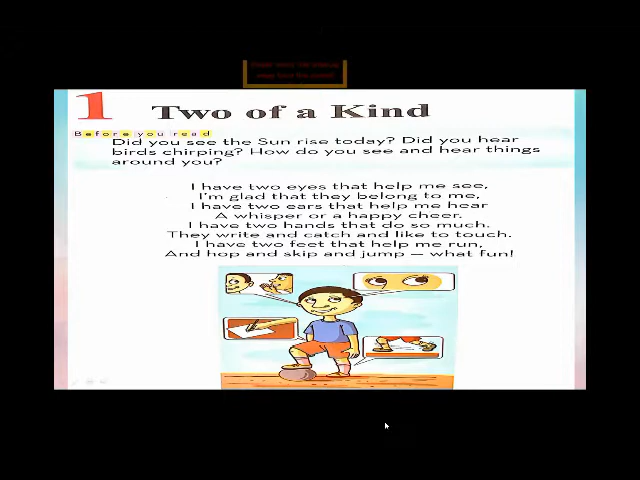 1 Two of a Kind
Before you read
Did you see the Sun rise today? Did you hear
birds chirping? How do you see and hear things
around you?
I have two eyes that help me see,
I'm glad that they belong to me,
I have two ears that help me hear
A whisper or a happy cheer.
I have two hands that do so much.
They write and catch and like to touch.
I have two feet that help me run,
And hop and skip and jump — what fun!